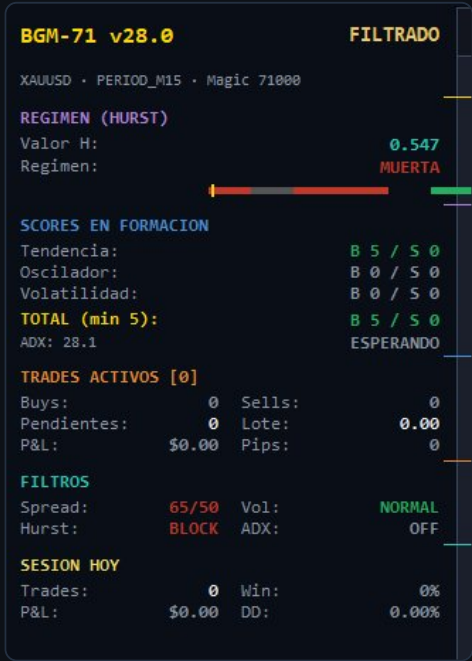 BGM-71 v28.0 FILTRADO
XAUUSD · PERIOD_M15 · Magic 71000
REGIMEN (HURST)
Valor H: 0.547
Regimen: MUERTA
SCORES EN FORMACION
Tendencia: B 5 / S 0
Oscilador: B 0 / S 0
Volatilidad: B 0 / S 0
TOTAL (min 5): B 5 / S 0
ADX: 28.1 ESPERANDO
TRADES ACTIVOS [0]
Buys: 0 Sells: 0
Pendientes: 0 Lote: 0.00
P&L: $0.00 Pips: 0
FILTROS
Spread: 65/50 Vol: NORMAL
Hurst: BLOCK ADX: OFF
SESION HOY
Trades: 0 Win: 0%
P&L: $0.00 DD: 0.00%